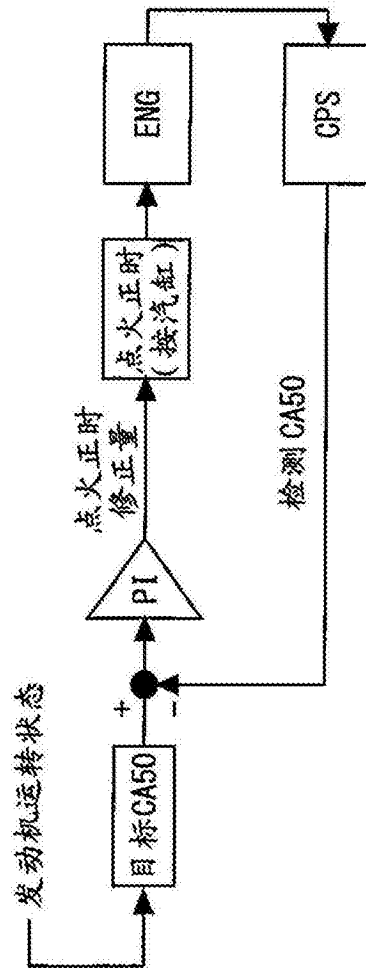 发动机运转状态
目标CA50
+
-
PI
点火正时
修正量
点火正时
(按汽缸)
ENG
CPS
检测CA50